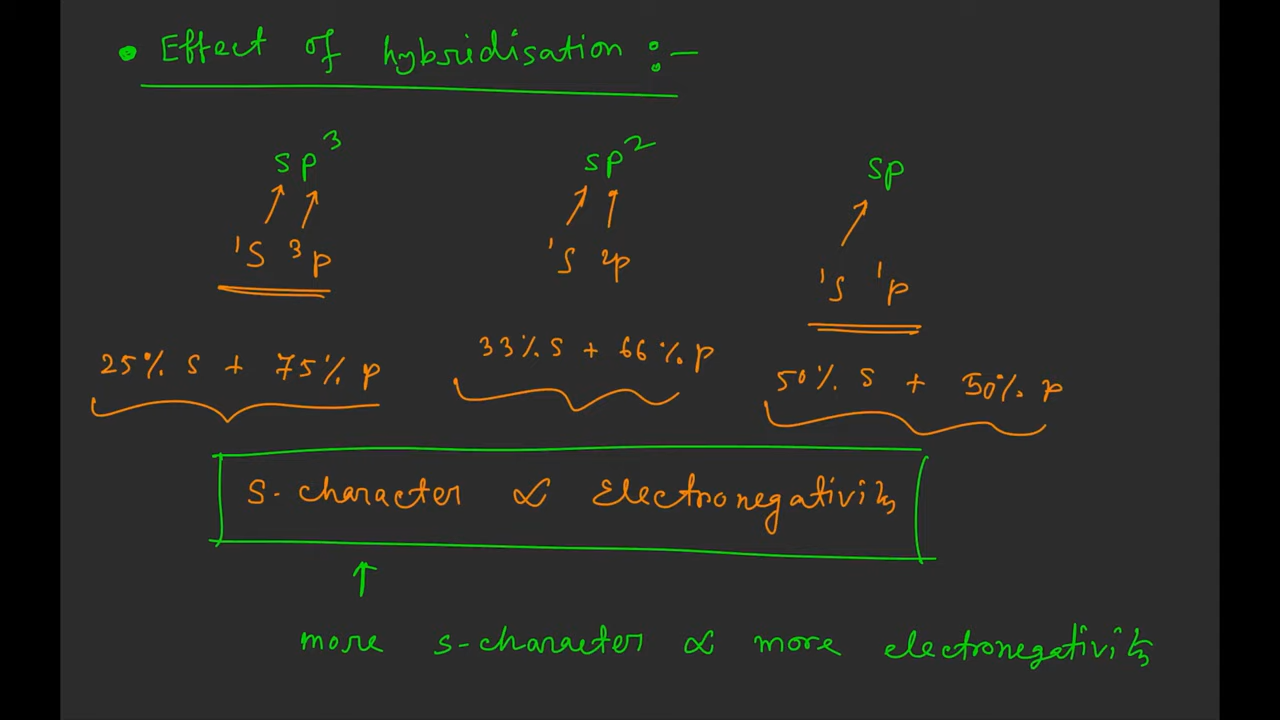 • Effect of hybridisation :-
sp³ sp² sp
¹S ³p ¹S ²p ¹S ¹p
25% s + 75% p 33% s + 66% p 50% s + 50% p
S-character ∝ Electronegativity
↑
more s-character ∝ more electronegativity